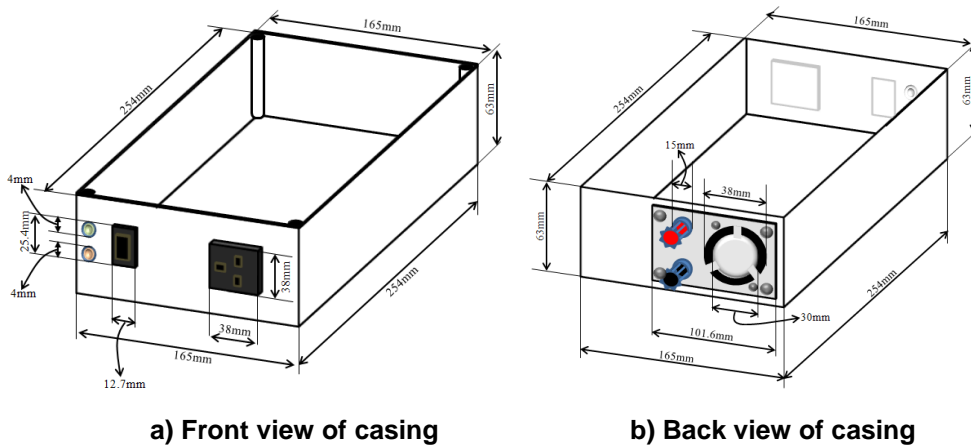 165mm
254mm
63mm
4mm
25.4mm
4mm
38mm
38mm
254mm
165mm
12.7mm
a) Front view of casing
165mm
254mm
63mm
15mm
38mm
63mm
254mm
30mm
101.6mm
165mm
b) Back view of casing